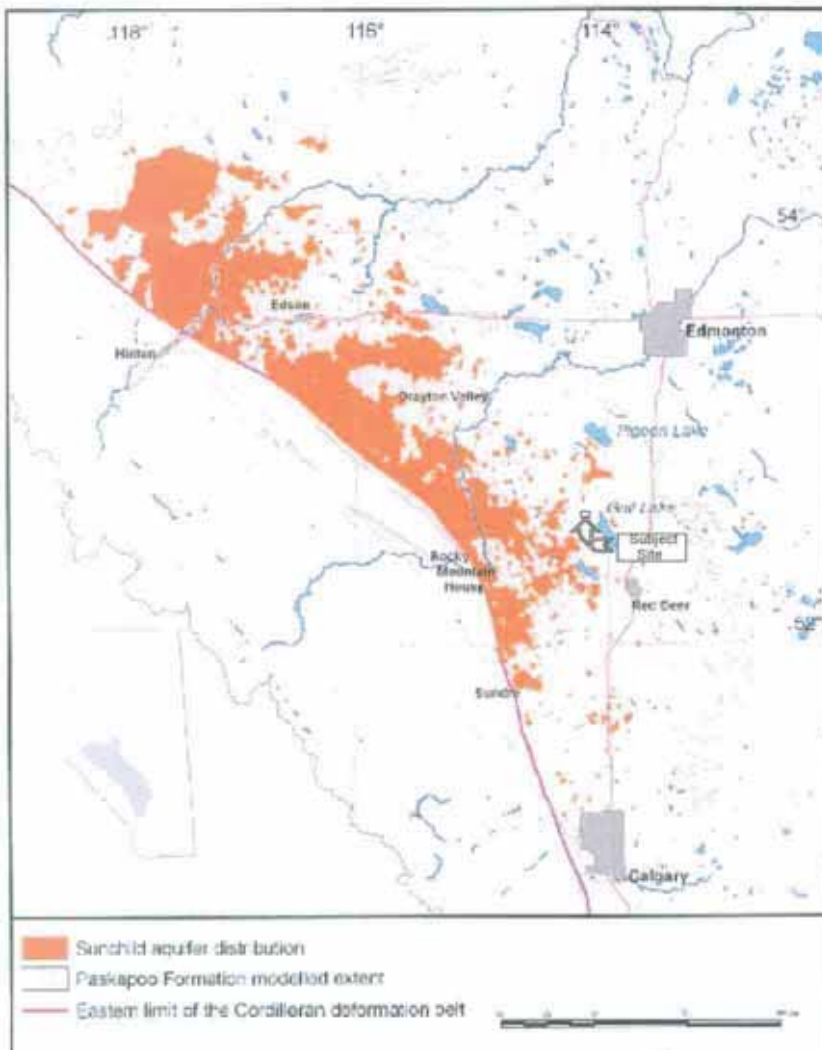 118°
116°
114°
54°
Edson
Edmonton
Hinton
Drayton Valley
Pigeon Lake
Gull Lake
Subject
Site
Rocky
Mountain
House
Red Deer
52°
Sundre
Calgary
Sunchild aquifer distribution
Paskapoo Formation modelled extent
Eastern limit of the Cordilleran deformation belt